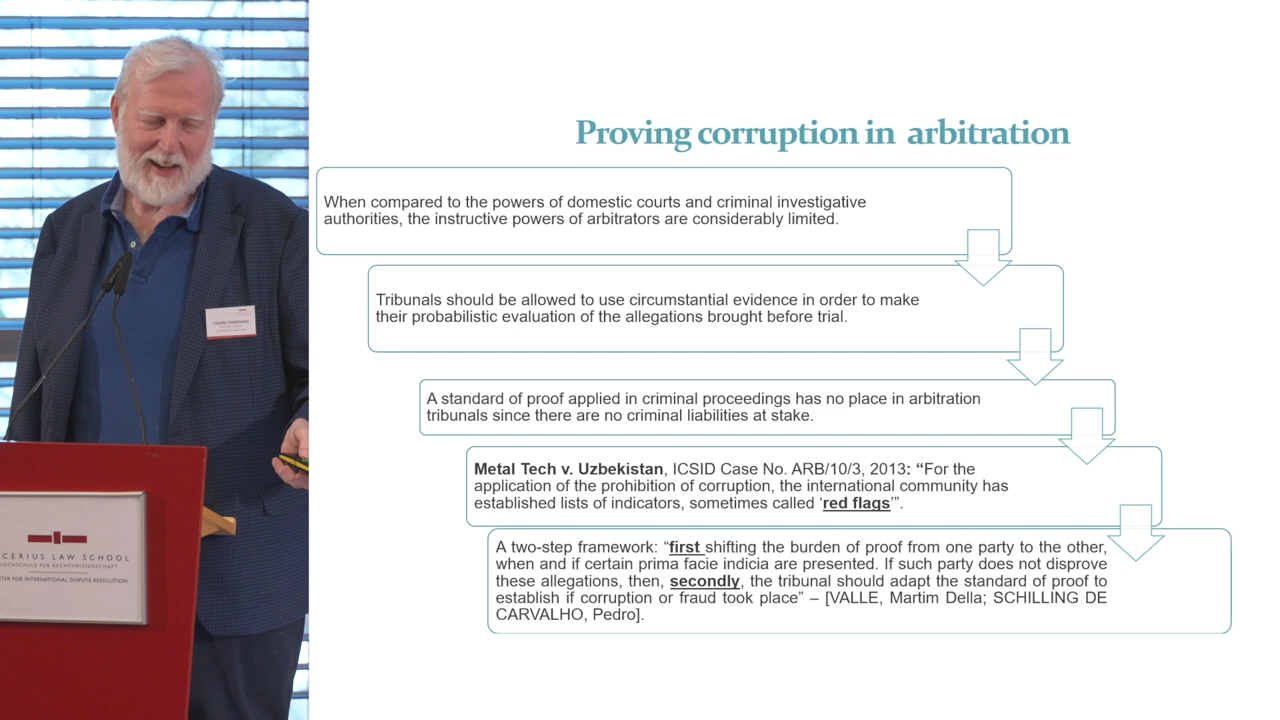 Proving corruption in arbitration
When compared to the powers of domestic courts and criminal investigative
authorities, the instructive powers of arbitrators are considerably limited.
Tribunals should be allowed to use circumstantial evidence in order to make
their probabilistic evaluation of the allegations brought before trial.
A standard of proof applied in criminal proceedings has no place in arbitration
tribunals since there are no criminal liabilities at stake.
Metal Tech v. Uzbekistan, ICSID Case No. ARB/10/3, 2013: “For the
application of the prohibition of corruption, the international community has
established lists of indicators, sometimes called ‘red flags’”.
A two-step framework: “first shifting the burden of proof from one party to the other,
when and if certain prima facie indicia are presented. If such party does not disprove
these allegations, then, secondly, the tribunal should adapt the standard of proof to
establish if corruption or fraud took place” – [VALLE, Martim Della; SCHILLING DE
CARVALHO, Pedro].
CERIUS LAW SCHOOL
HOCHSCHULE FÜR RECHTSWISSENSCHAFT
TER FOR INTERNATIONAL DISPUTE RESOLUTION